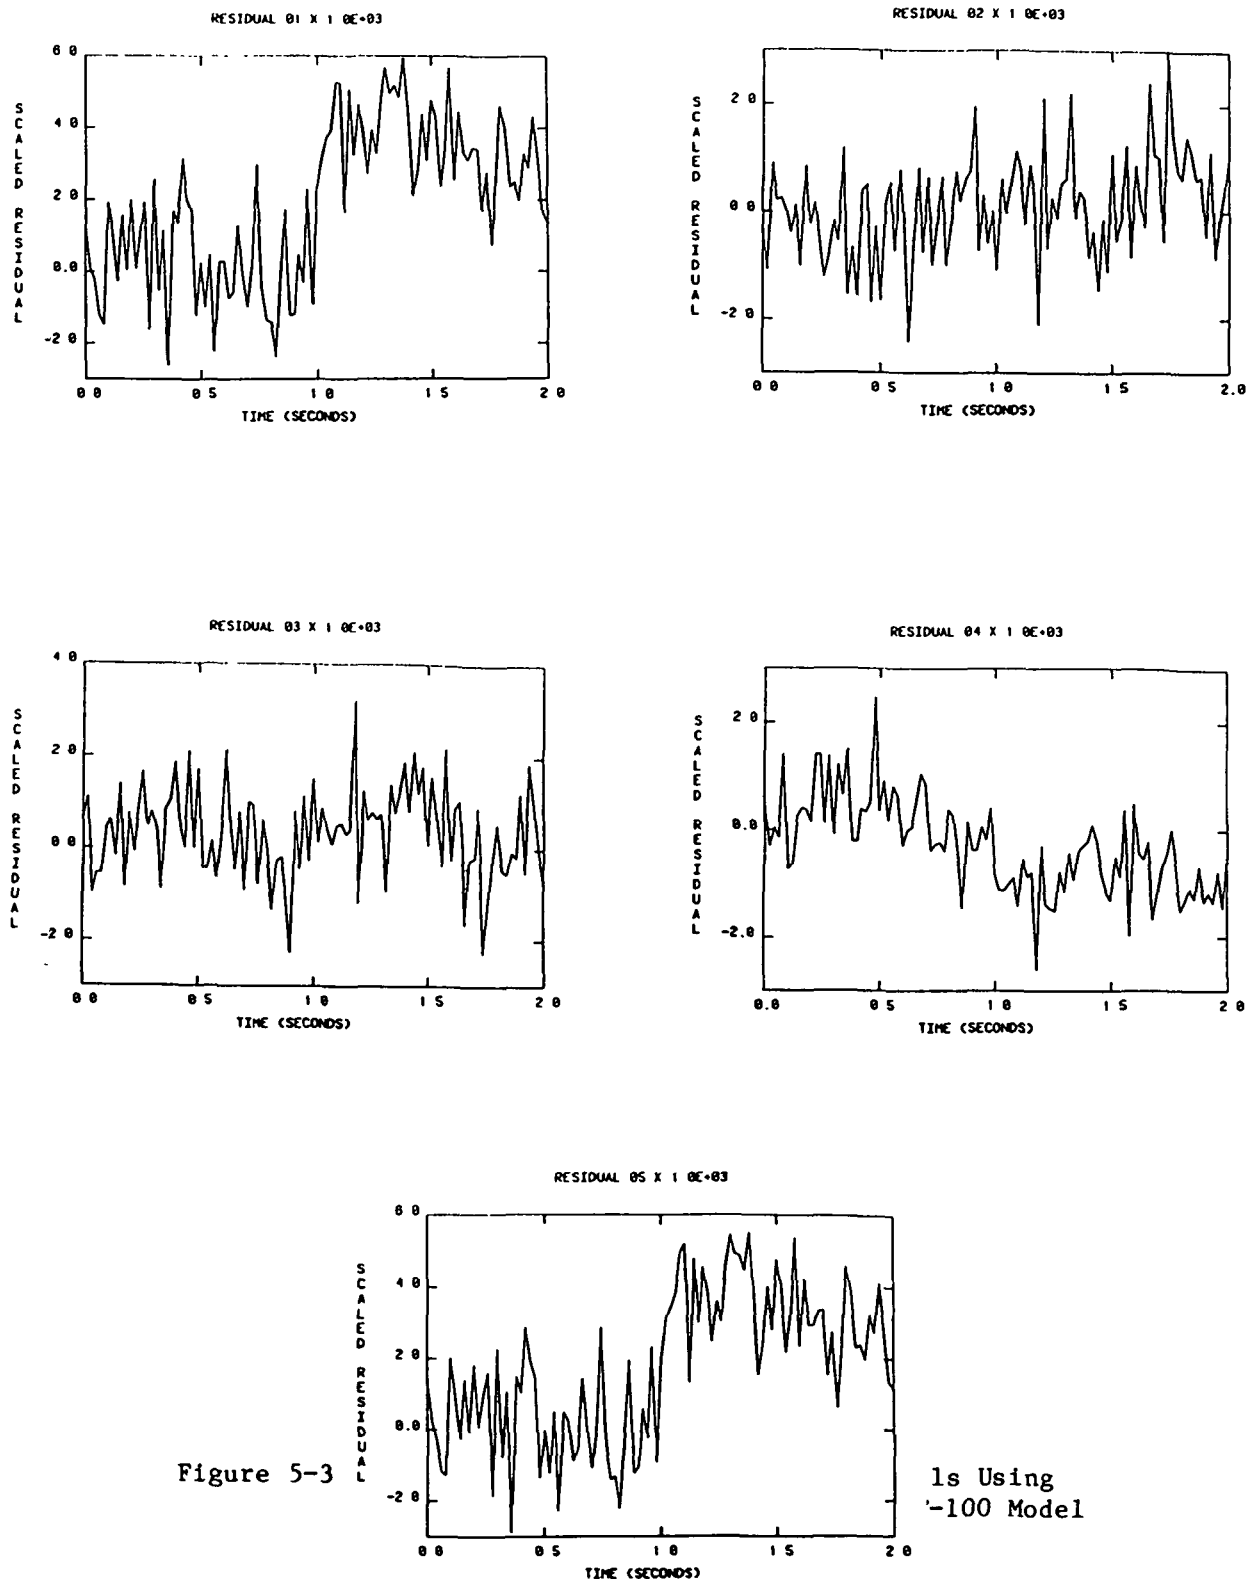 RESIDUAL 01 X 1 0E+03
SCALED RESIDUAL
6 0
4 0
2 0
0.0
-2 0
0 0 0 5 1 0 1 5 2 0
TIME (SECONDS)
RESIDUAL 02 X 1 0E+03
SCALED RESIDUAL
2 0
0 0
-2 0
0 0 0 5 1 0 1 5 2.0
TIME (SECONDS)
RESIDUAL 03 X 1 0E+03
SCALED RESIDUAL
4 0
2 0
0 0
-2 0
0 0 0 5 1 0 1 5 2 0
TIME (SECONDS)
RESIDUAL 04 X 1 0E+03
SCALED RESIDUAL
2 0
0.0
-2.0
0.0 0 5 1 0 1 5 2 0
TIME (SECONDS)
RESIDUAL 05 X 1 0E+03
SCALED RESIDUAL
6 0
4 0
2 0
0.0
-2 0
0 0 0 5 1 0 1 5 2 0
TIME (SECONDS)
Figure 5-3 ls Using
-100 Model